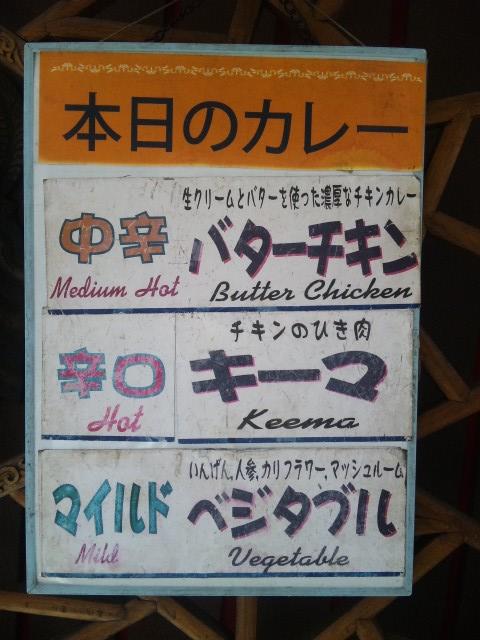 本日のカレー
生クリームとバターを使った濃厚なチキンカレー
中辛 バターチキン
Medium Hot Butter Chicken
チキンのひき肉
辛口 キーマ
Hot Keema
いんげん,人参,カリフラワー,マッシュルーム
マイルド ベジタブル
Mild Vegetable